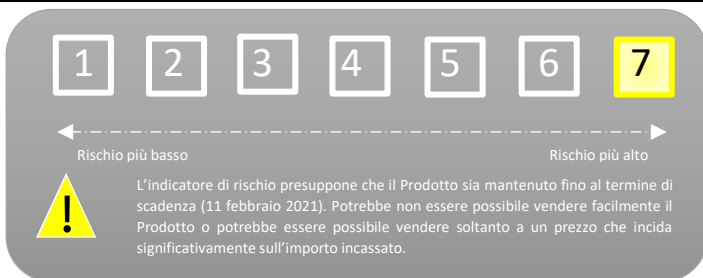 1 2 3 4 5 6 7
Rischio più basso Rischio più alto
!
L'indicatore di rischio presuppone che il Prodotto sia mantenuto fino al termine di
scadenza (11 febbraio 2021). Potrebbe non essere possibile vendere facilmente il
Prodotto o potrebbe essere possibile vendere soltanto a un prezzo che incida
significativamente sull'importo incassato.